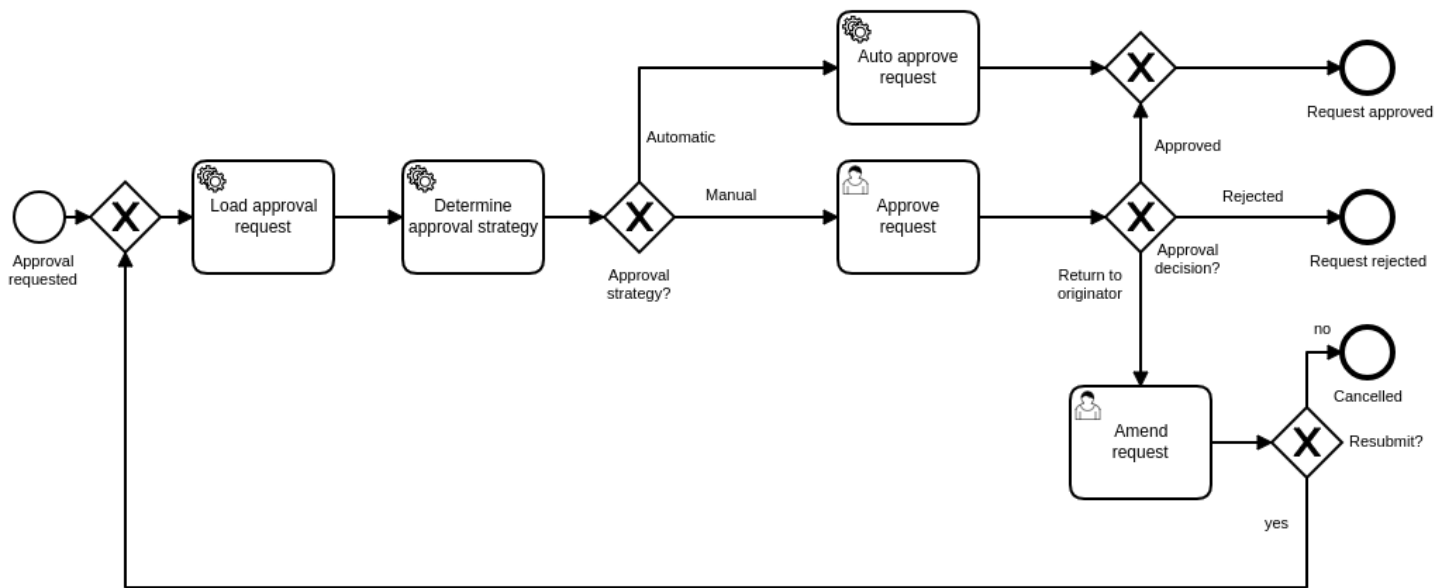 Auto approve
request
Request approved
Automatic
Approved
Load approval
request
Determine
approval strategy
Manual
Approve
request
Rejected
Approval
requested
Approval
strategy?
Approval
decision?
Request rejected
Return to
originator
no
Cancelled
Amend
request
Resubmit?
yes